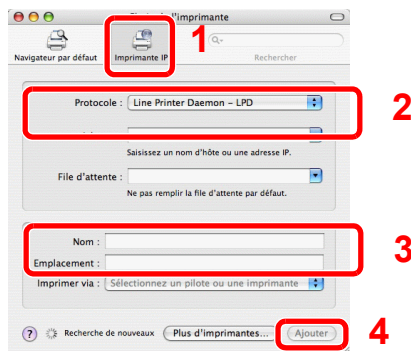 l'imprimante
1
Navigateur par défaut
Imprimante IP
Rechercher
Protocole : Line Printer Daemon – LPD
2
Saisissez un nom d'hôte ou une adresse IP.
File d'attente :
Ne pas remplir la file d'attente par défaut.
Nom :
3
Emplacement :
Imprimer via : Sélectionnez un pilote ou une imprimante
? Recherche de nouveaux Plus d'imprimantes... Ajouter
4